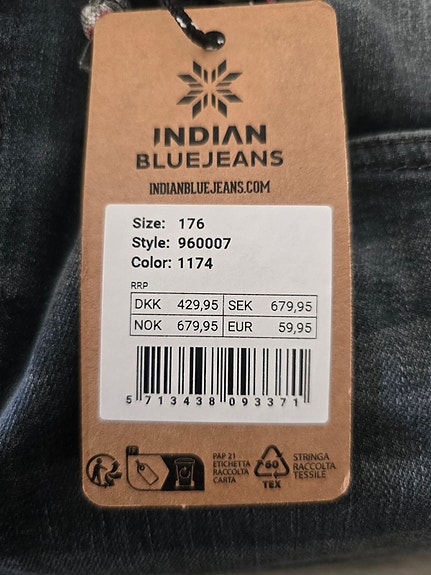 INDIAN
BLUEJEANS
INDIANBLUEJEANS.COM
Size: 176
Style: 960007
Color: 1174
RRP
DKK 429,95 SEK 679,95
NOK 679,95 EUR 59,95
5 713438 093371
PAP 21
ETICHETTA
RACCOLTA
CARTA
60
TEX
STRINGA
RACCOLTA
TESSILE